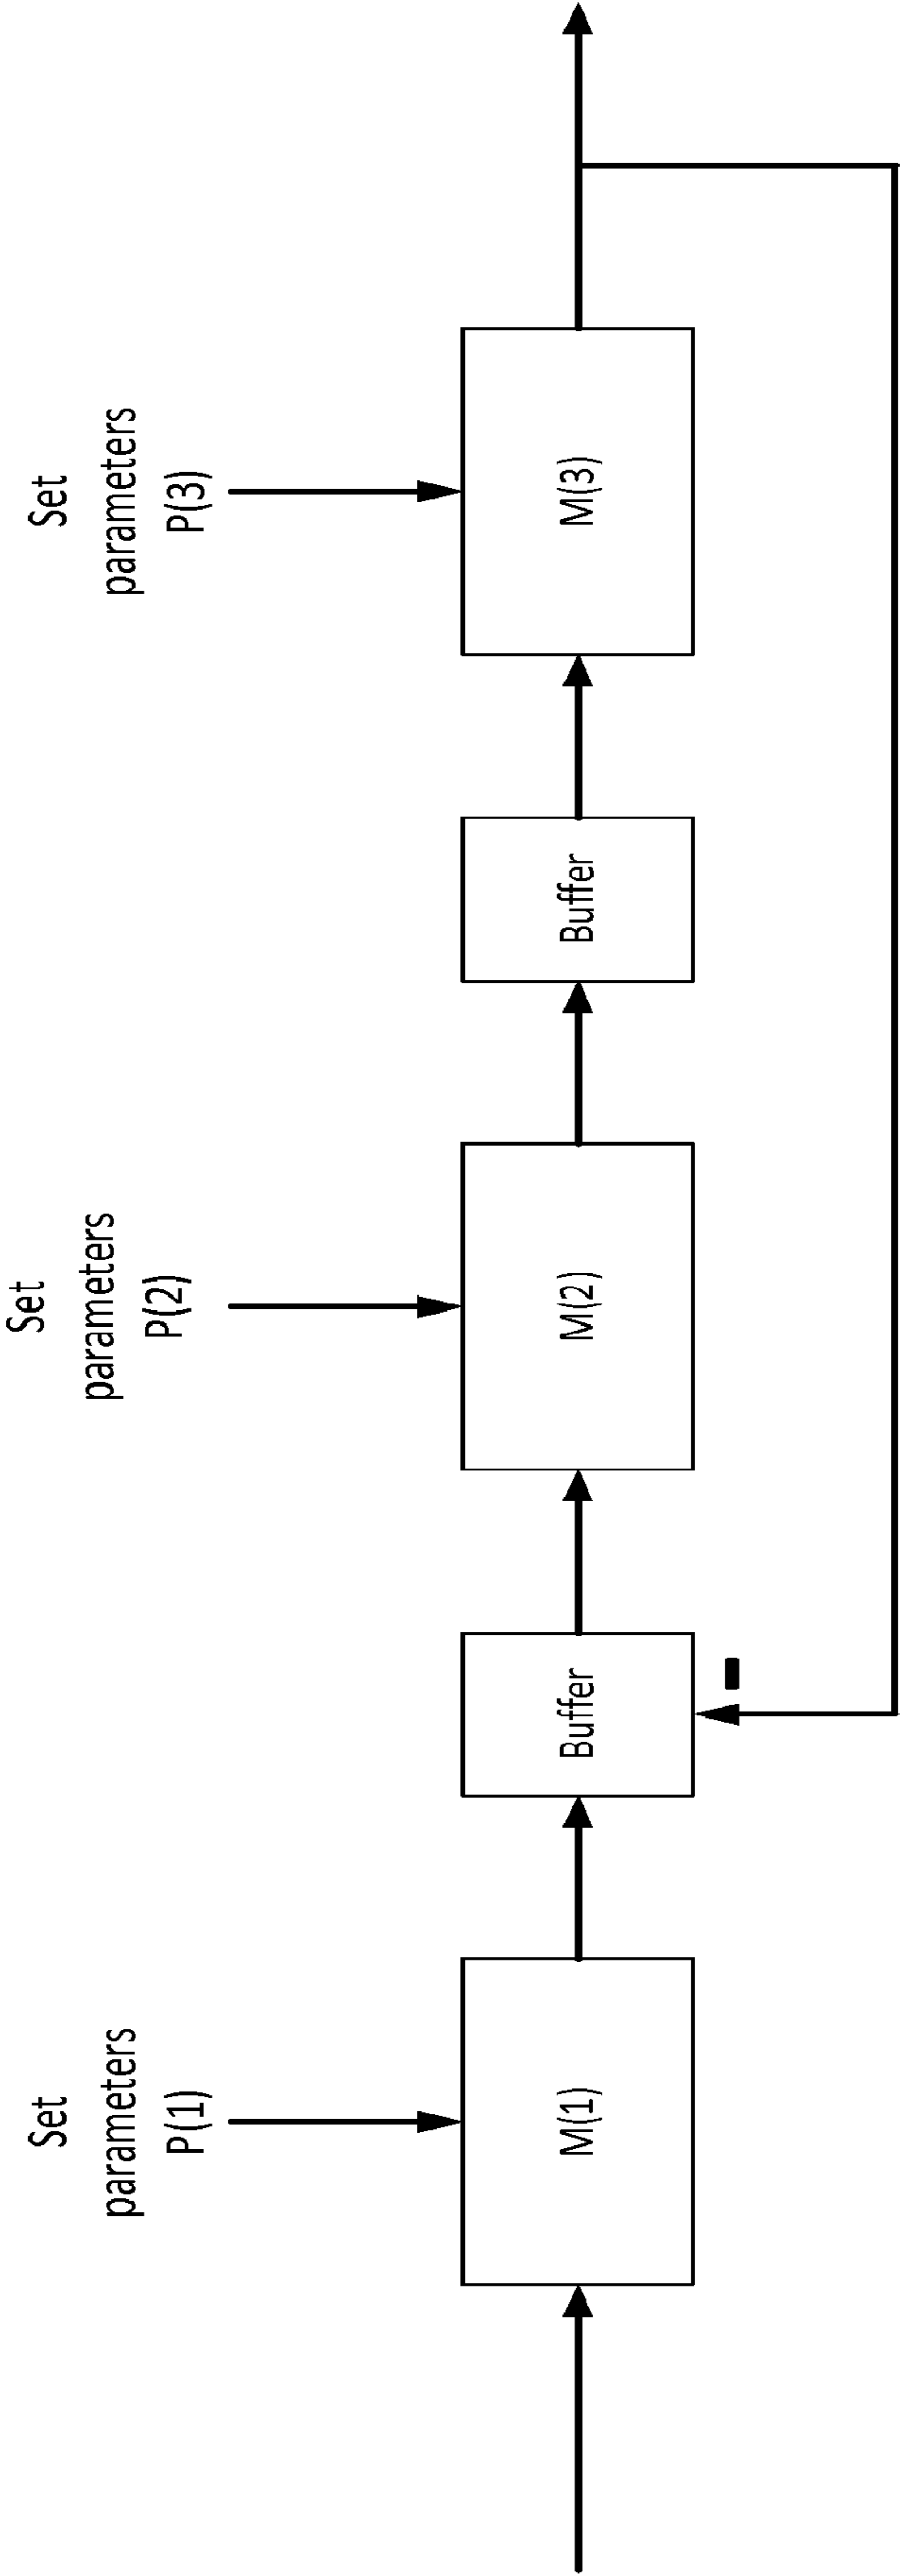 Set
parameters
P(1)
Set
parameters
P(2)
Set
parameters
P(3)
M(1)
Buffer
M(2)
Buffer
M(3)
-